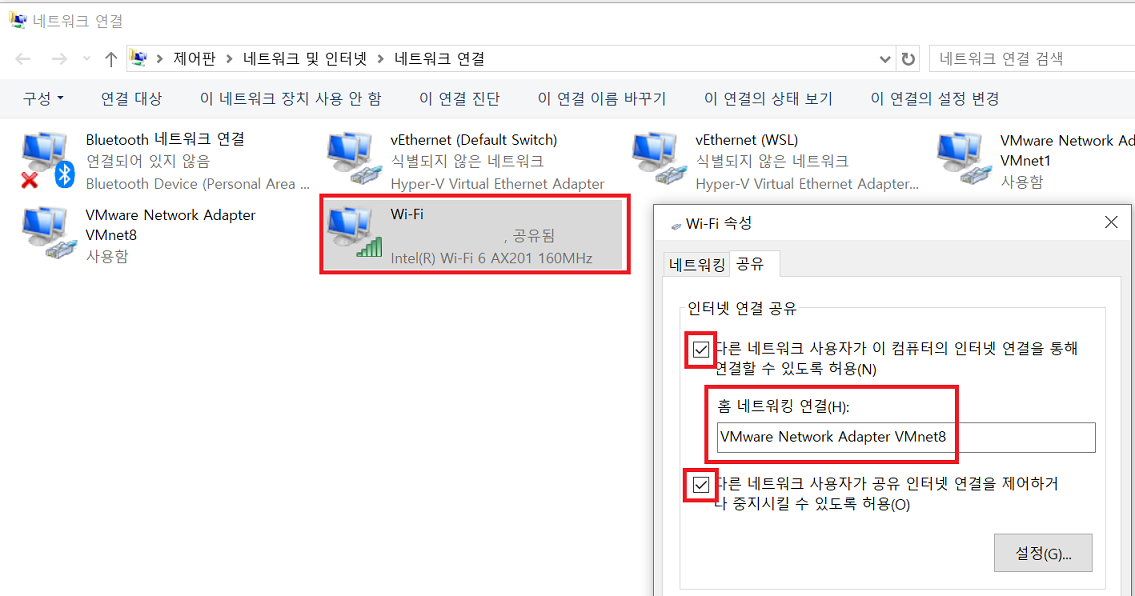 네트워크 연결
제어판 > 네트워크 및 인터넷 > 네트워크 연결
네트워크 연결 검색
구성 연결 대상 이 네트워크 장치 사용 안 함 이 연결 진단 이 연결 이름 바꾸기 이 연결의 상태 보기 이 연결의 설정 변경
Bluetooth 네트워크 연결
연결되어 있지 않음
Bluetooth Device (Personal Area ...
vEthernet (Default Switch)
식별되지 않은 네트워크
Hyper-V Virtual Ethernet Adapter
vEthernet (WSL)
식별되지 않은 네트워크
Hyper-V Virtual Ethernet Adapter...
VMware Network Ad
VMnet1
사용함
VMware Network Adapter
VMnet8
사용함
Wi-Fi
, 공유됨
Intel(R) Wi-Fi 6 AX201 160MHz
Wi-Fi 속성
네트워킹 공유
인터넷 연결 공유
다른 네트워크 사용자가 이 컴퓨터의 인터넷 연결을 통해
연결할 수 있도록 허용(N)
홈 네트워킹 연결(H):
VMware Network Adapter VMnet8
다른 네트워크 사용자가 공유 인터넷 연결을 제어하거
나 중지시킬 수 있도록 허용(O)
설정(G)...